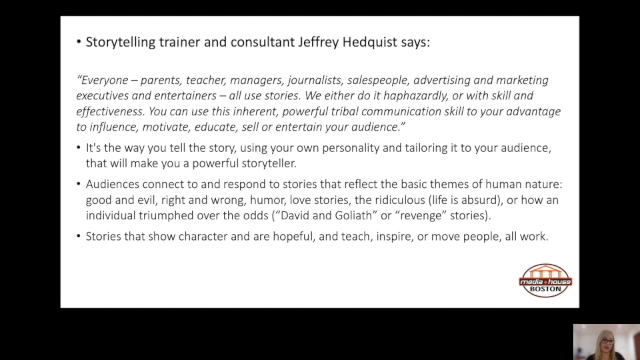 • Storytelling trainer and consultant Jeffrey Hedquist says:
“Everyone – parents, teacher, managers, journalists, salespeople, advertising and marketing
executives and entertainers – all use stories. We either do it haphazardly, or with skill and
effectiveness. You can use this inherent, powerful tribal communication skill to your advantage
to influence, motivate, educate, sell or entertain your audience.”
• It's the way you tell the story, using your own personality and tailoring it to your audience,
that will make you a powerful storyteller.
• Audiences connect to and respond to stories that reflect the basic themes of human nature:
good and evil, right and wrong, humor, love stories, the ridiculous (life is absurd), or how an
individual triumphed over the odds (“David and Goliath” or “revenge” stories).
• Stories that show character and are hopeful, and teach, inspire, or move people, all work.
media house
BOSTON